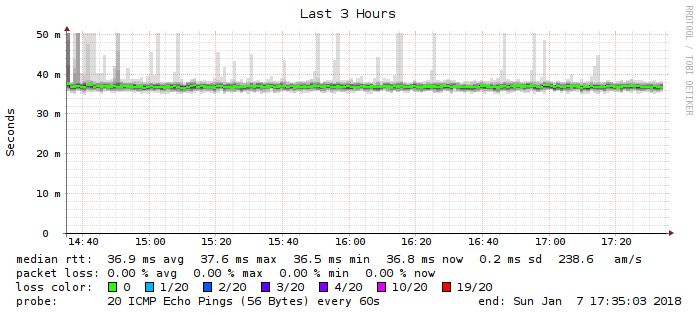 Last 3 Hours
RRDTOOL / TOBI OETIKER
Seconds
50 m
40 m
30 m
20 m
10 m
0
14:40 15:00 15:20 15:40 16:00 16:20 16:40 17:00 17:20
median rtt: 36.9 ms avg 37.6 ms max 36.5 ms min 36.8 ms now 0.2 ms sd 238.6 am/s
packet loss: 0.00 % avg 0.00 % max 0.00 % min 0.00 % now
loss color: 0 1/20 2/20 3/20 4/20 10/20 19/20
probe: 20 ICMP Echo Pings (56 Bytes) every 60s end: Sun Jan 7 17:35:03 2018